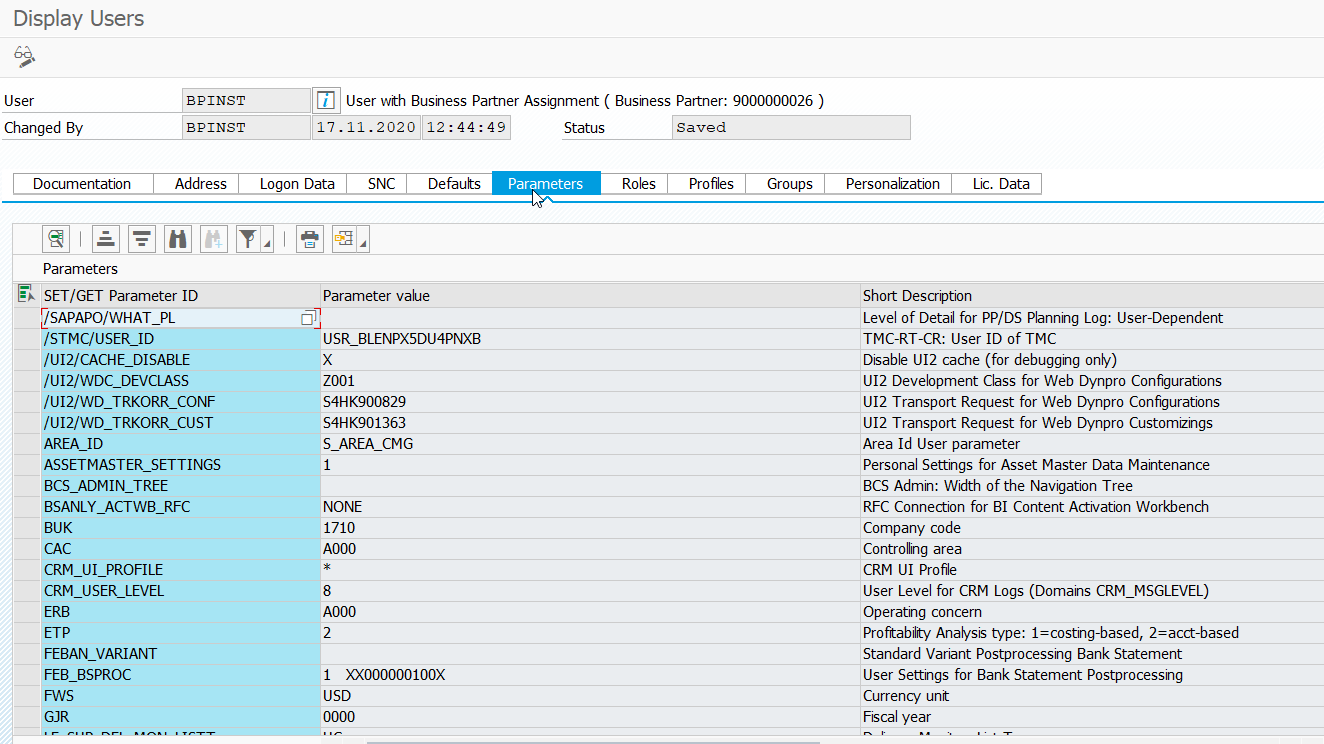 Display Users
User BPINST User with Business Partner Assignment ( Business Partner: 9000000026 )
Changed By BPINST 17.11.2020 12:44:49 Status Saved
Documentation Address Logon Data SNC Defaults Parameters Roles Profiles Groups Personalization Lic. Data
Parameters
SET/GET Parameter ID Parameter value Short Description
/SAPAPO/WHAT_PL Level of Detail for PP/DS Planning Log: User-Dependent
/STMC/USER_ID USR_BLENPX5DU4PNXB TMC-RT-CR: User ID of TMC
/UI2/CACHE_DISABLE X Disable UI2 cache (for debugging only)
/UI2/WDC_DEVCLASS Z001 UI2 Development Class for Web Dynpro Configurations
/UI2/WD_TRKORR_CONF S4HK900829 UI2 Transport Request for Web Dynpro Configurations
/UI2/WD_TRKORR_CUST S4HK901363 UI2 Transport Request for Web Dynpro Customizings
AREA_ID S_AREA_CMG Area Id User parameter
ASSETMASTER_SETTINGS 1 Personal Settings for Asset Master Data Maintenance
BCS_ADMIN_TREE BCS Admin: Width of the Navigation Tree
BSANLY_ACTWB_RFC NONE RFC Connection for BI Content Activation Workbench
BUK 1710 Company code
CAC A000 Controlling area
CRM_UI_PROFILE * CRM UI Profile
CRM_USER_LEVEL 8 User Level for CRM Logs (Domains CRM_MSGLEVEL)
ERB A000 Operating concern
ETP 2 Profitability Analysis type: 1=costing-based, 2=acct-based
FEBAN_VARIANT Standard Variant Postprocessing Bank Statement
FEB_BSPROC 1 XX000000100X User Settings for Bank Statement Postprocessing
FWS USD Currency unit
GJR 0000 Fiscal year